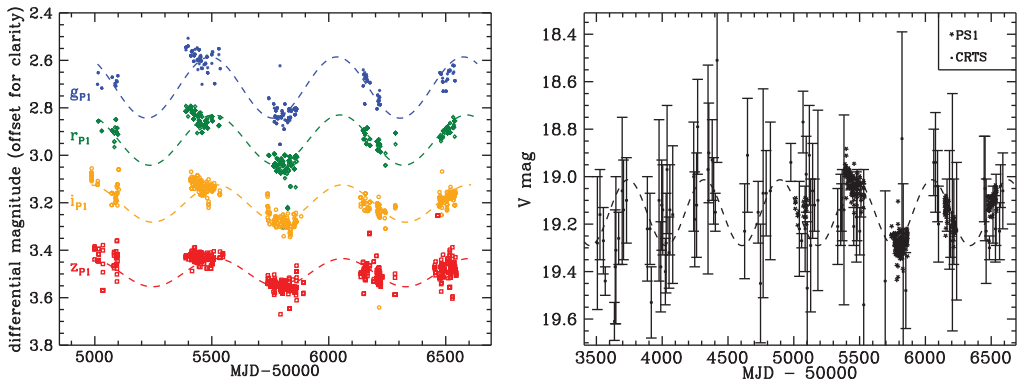 differential magnitude (offset for clarity)
2.4
2.6
2.8
3.0
3.2
3.4
3.6
3.8
gP1
rP1
iP1
zP1
5000 5500 6000 6500
MJD-50000
V mag
18.4
18.6
18.8
19.0
19.2
19.4
19.6
PS1
CRTS
3500 4000 4500 5000 5500 6000 6500
MJD - 50000